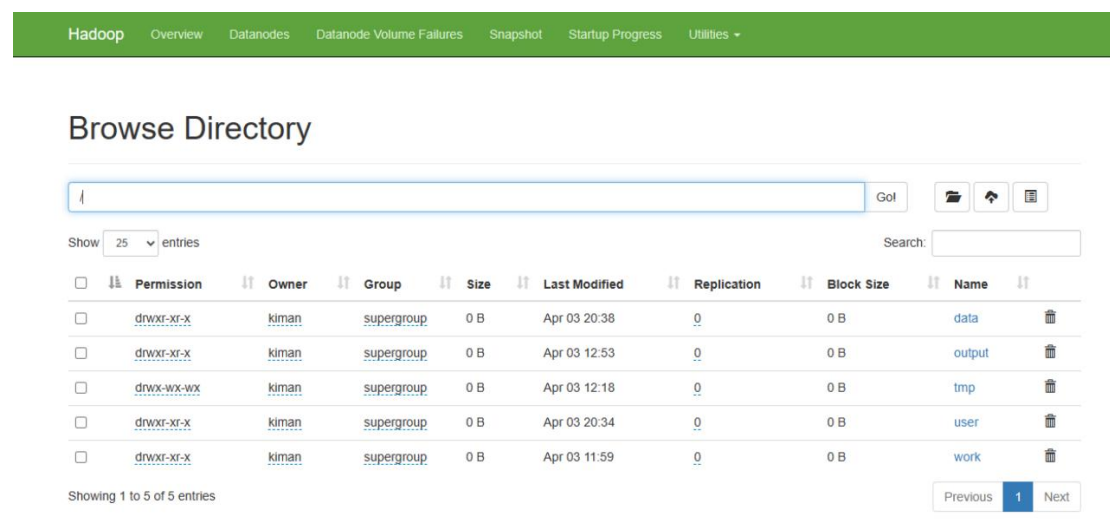 Hadoop Overview Datanodes Datanode Volume Failures Snapshot Startup Progress Utilities
Browse Directory
/ Go!
Show 25 entries Search:
Permission Owner Group Size Last Modified Replication Block Size Name
drwxr-xr-x kiman supergroup 0 B Apr 03 20:38 0 0 B data
drwxr-xr-x kiman supergroup 0 B Apr 03 12:53 0 0 B output
drwx-wx-wx kiman supergroup 0 B Apr 03 12:18 0 0 B tmp
drwxr-xr-x kiman supergroup 0 B Apr 03 20:34 0 0 B user
drwxr-xr-x kiman supergroup 0 B Apr 03 11:59 0 0 B work
Showing 1 to 5 of 5 entries Previous 1 Next